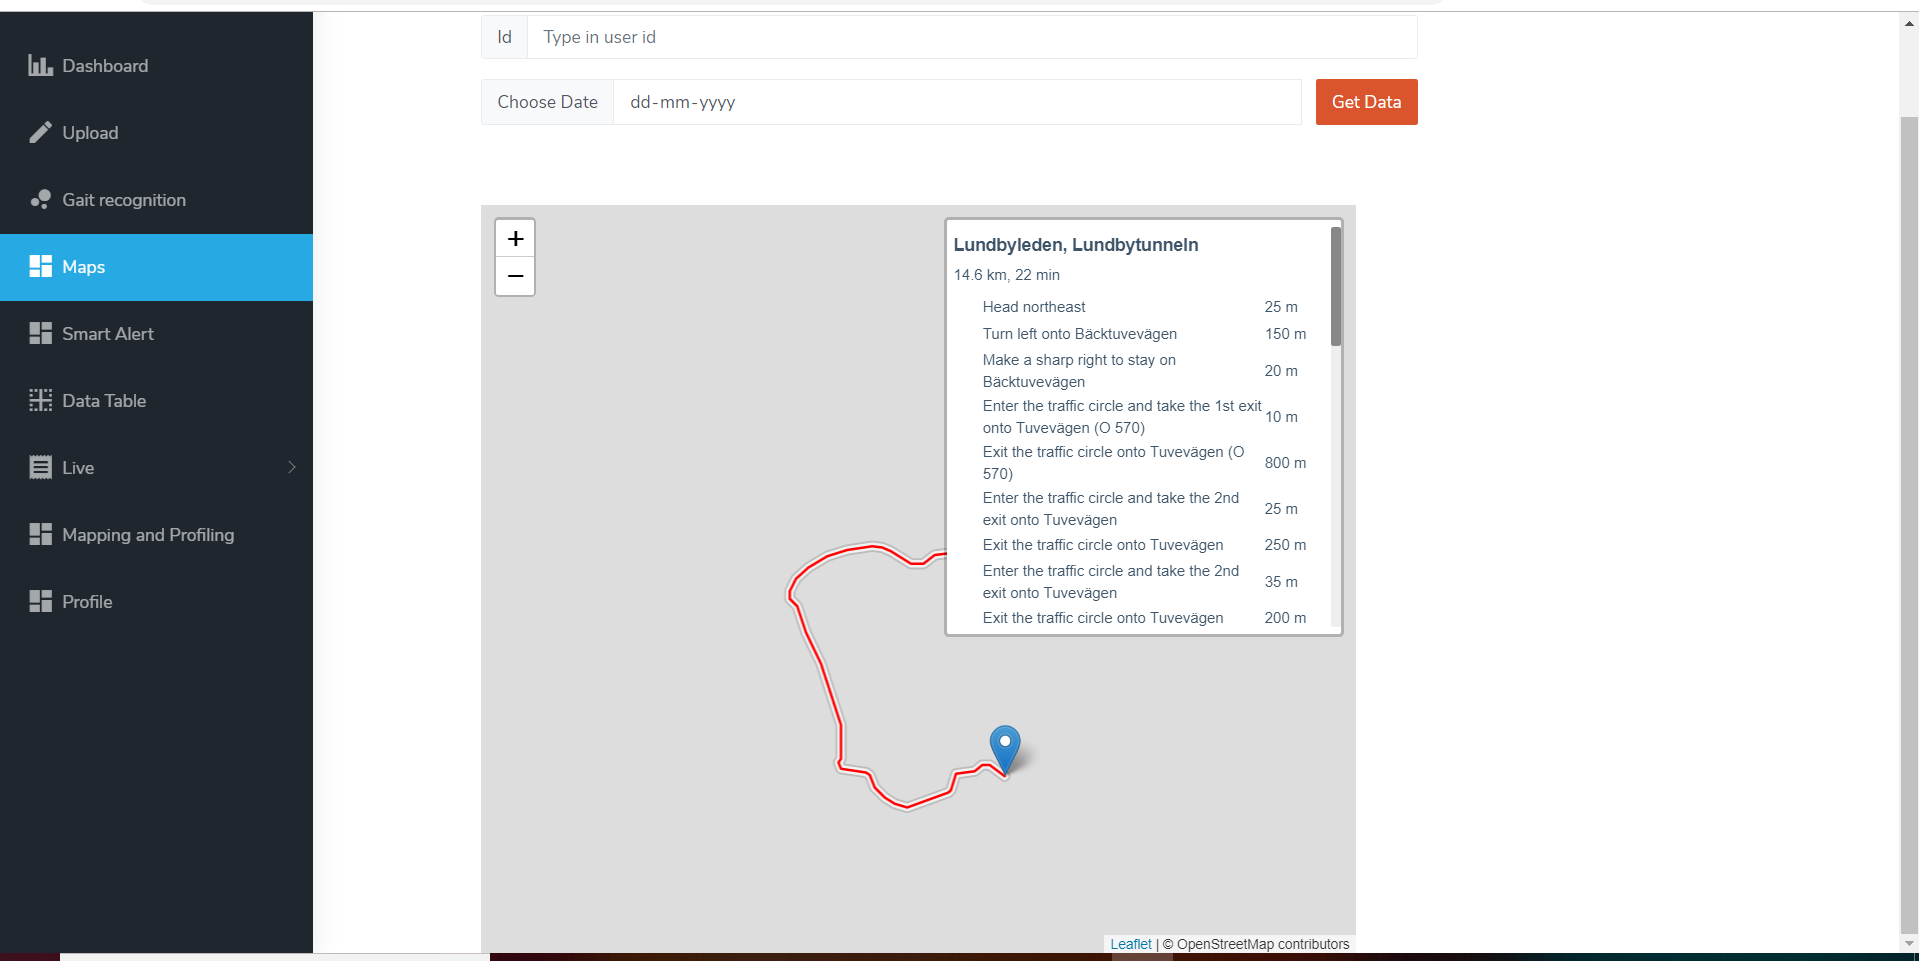 Dashboard
Upload
Gait recognition
Maps
Smart Alert
Data Table
Live
Mapping and Profiling
Profile
Id Type in user id
Choose Date dd-mm-yyyy Get Data
+
−
Lundbyleden, Lundbytunneln
14.6 km, 22 min
Head northeast 25 m
Turn left onto Bäcktuvevägen 150 m
Make a sharp right to stay on
Bäcktuvevägen 20 m
Enter the traffic circle and take the 1st exit
onto Tuvevägen (O 570) 10 m
Exit the traffic circle onto Tuvevägen (O
570) 800 m
Enter the traffic circle and take the 2nd
exit onto Tuvevägen 25 m
Exit the traffic circle onto Tuvevägen 250 m
Enter the traffic circle and take the 2nd
exit onto Tuvevägen 35 m
Exit the traffic circle onto Tuvevägen 200 m
Leaflet | © OpenStreetMap contributors